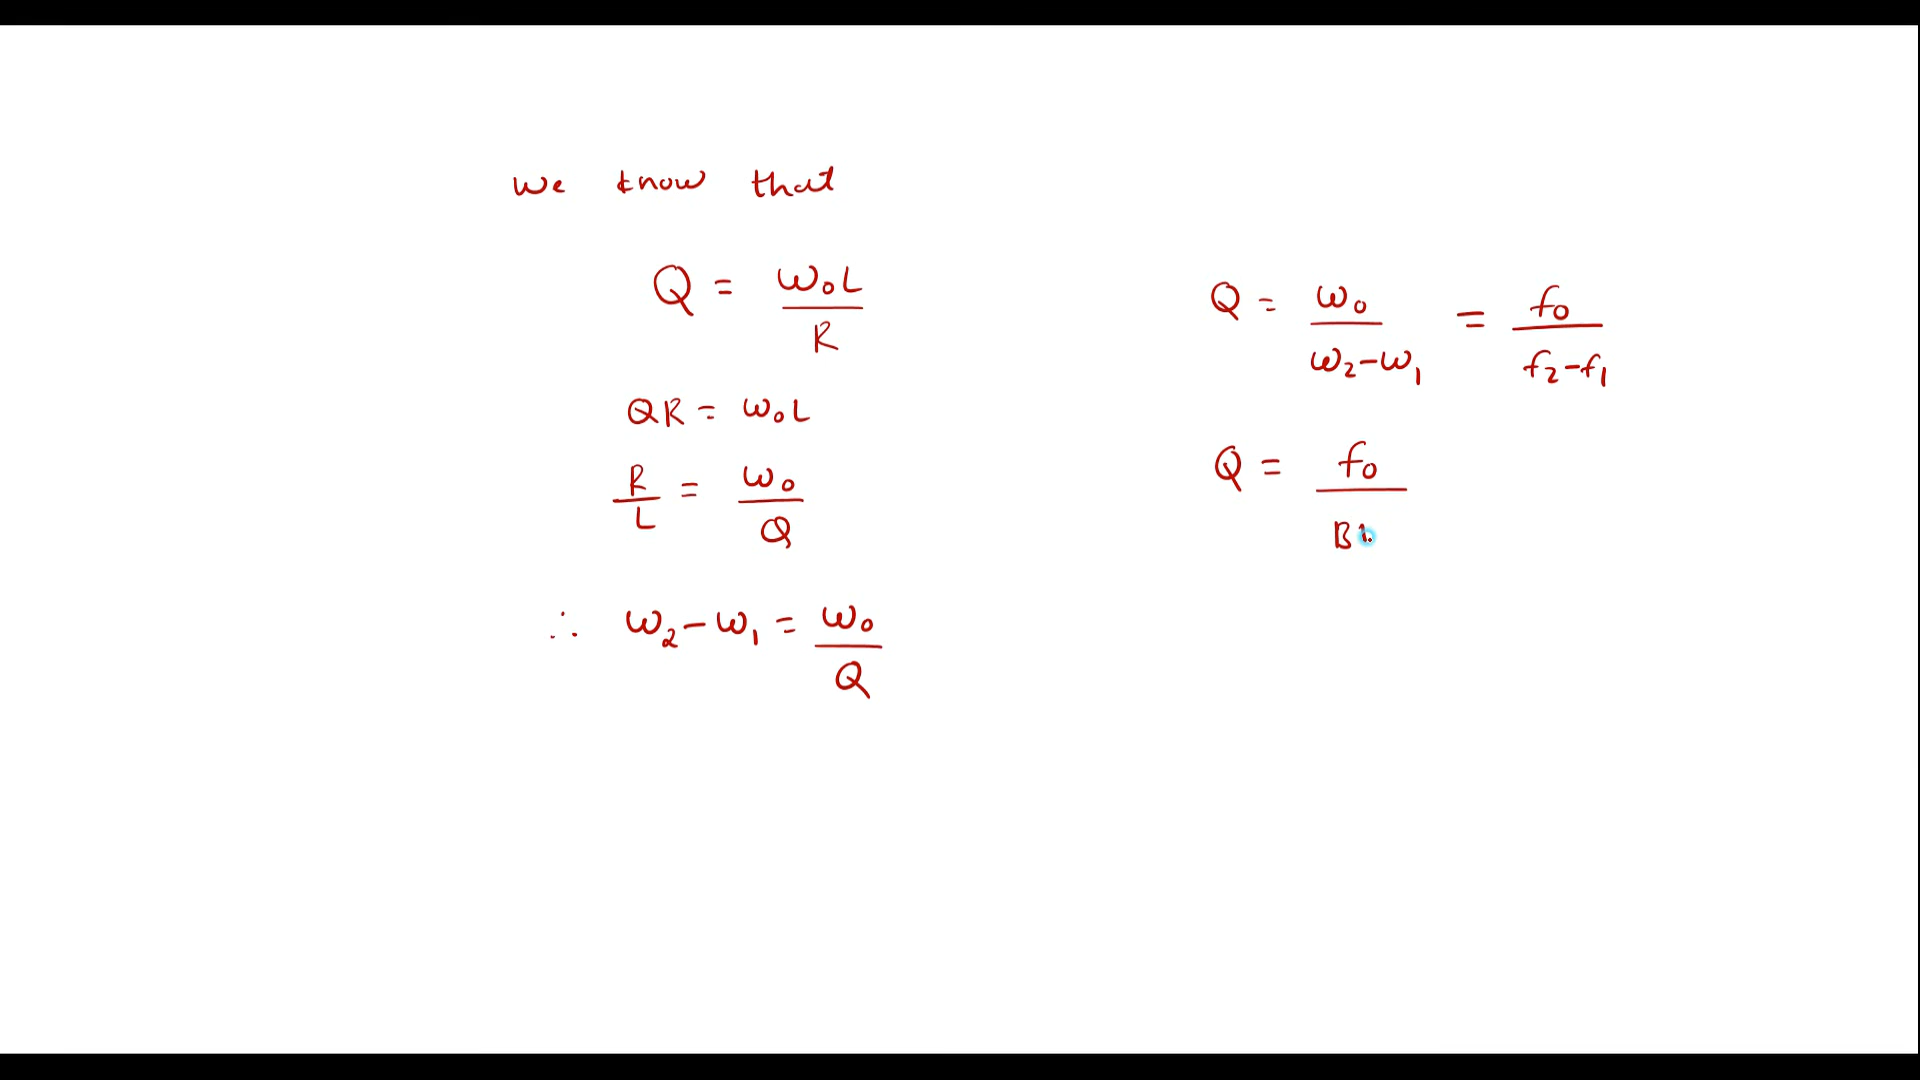 We know that
Q = ω₀L / R
QR = ω₀L
R / L = ω₀ / Q
∴ ω₂-ω₁ = ω₀ / Q
Q = ω₀ / ω₂-ω₁ = f₀ / f₂-f₁
Q = f₀ / B